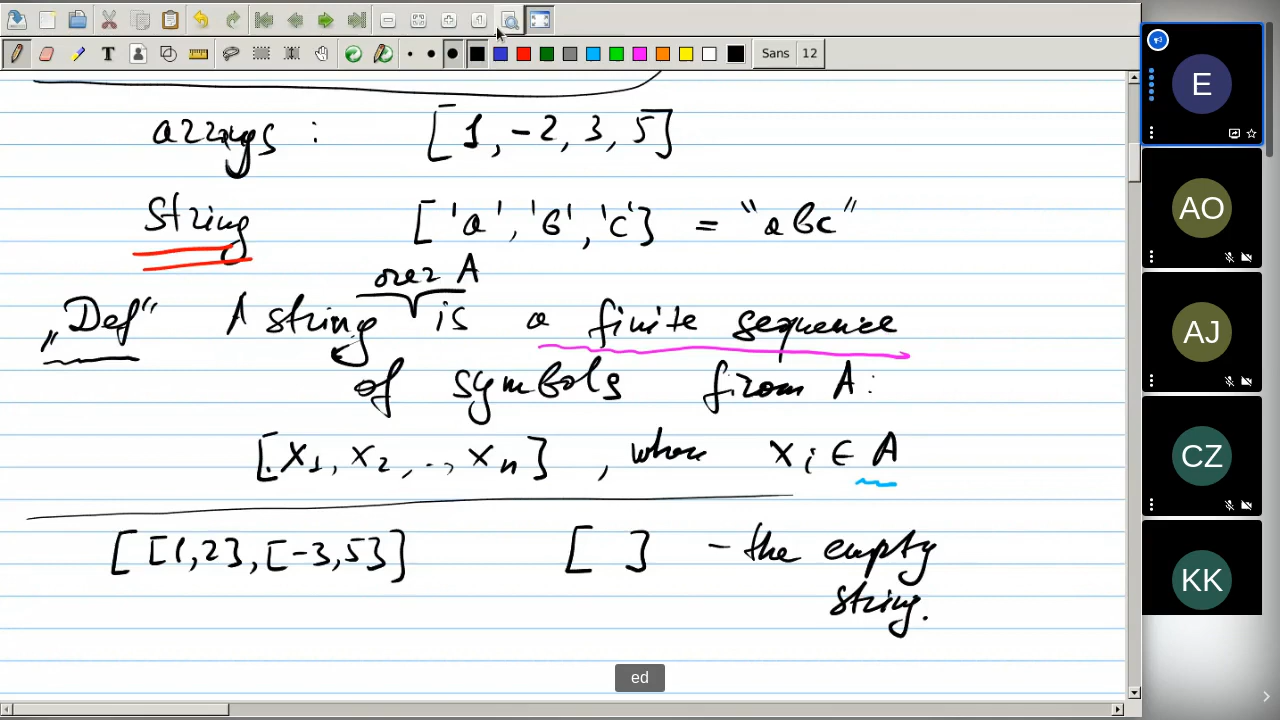 Sans 12
arrays : [1, -2, 3, 5]
String ['a', 'b', 'c'] = "abc"
over A
„Def“ A string is a finite sequence
of symbols from A:
[x1, x2, .., xn] , where xi ∈ A
[[1,2], [-3,5]] [ ] - the empty
string.
ed
E
AO
AJ
CZ
KK